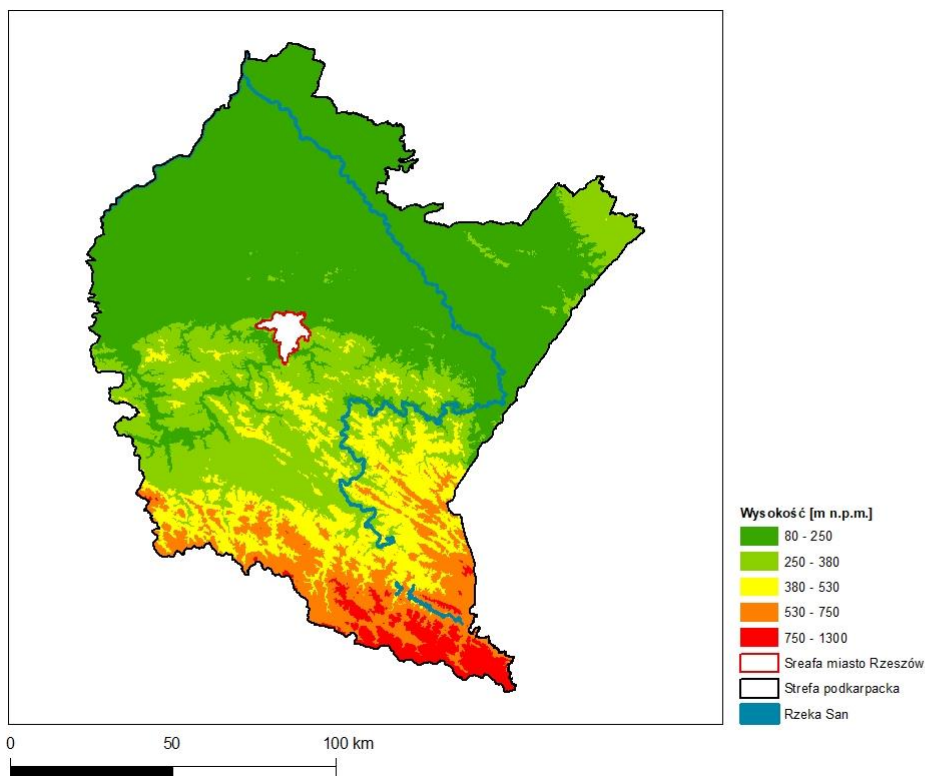 Wysokość [m n.p.m.]
80 - 250
250 - 380
380 - 530
530 - 750
750 - 1300
Sreafa miasto Rzeszów
Strefa podkarpacka
Rzeka San
0 50 100 km